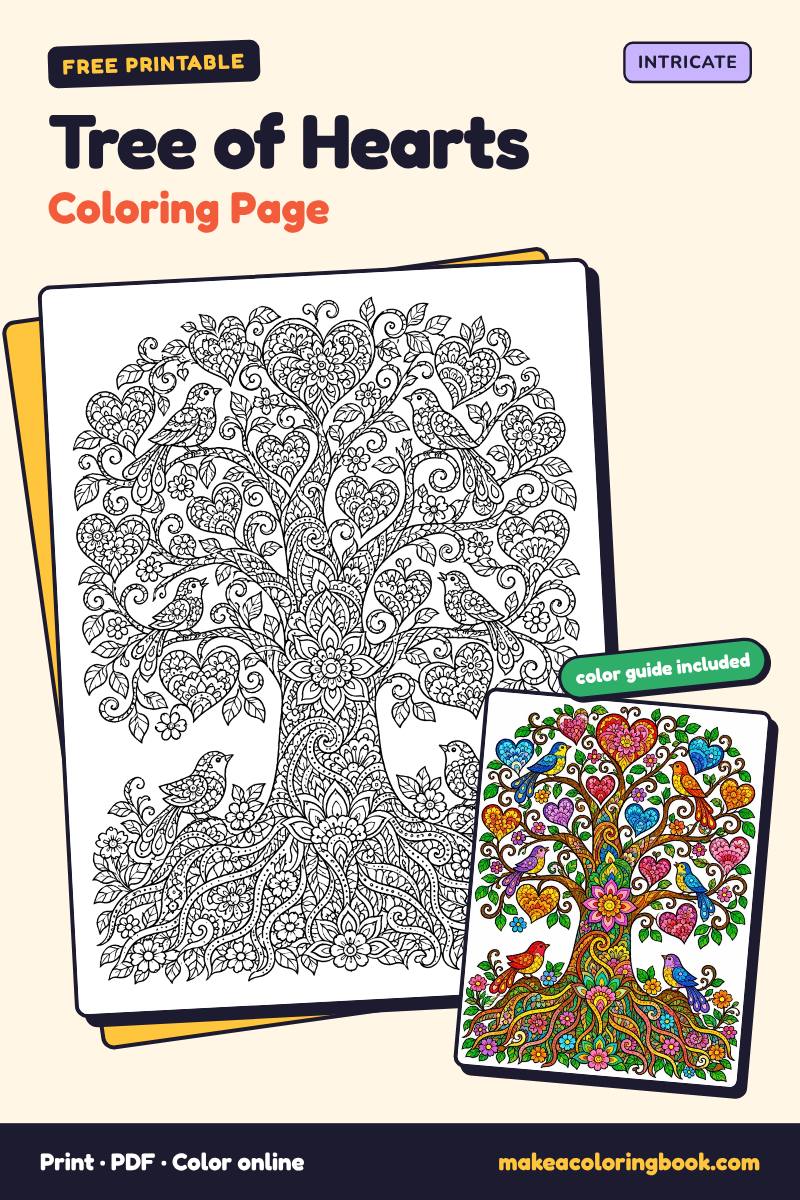 FREE PRINTABLE
INTRICATE
Tree of Hearts
Coloring Page
color guide included
Print · PDF · Color online
makeacoloringbook.com